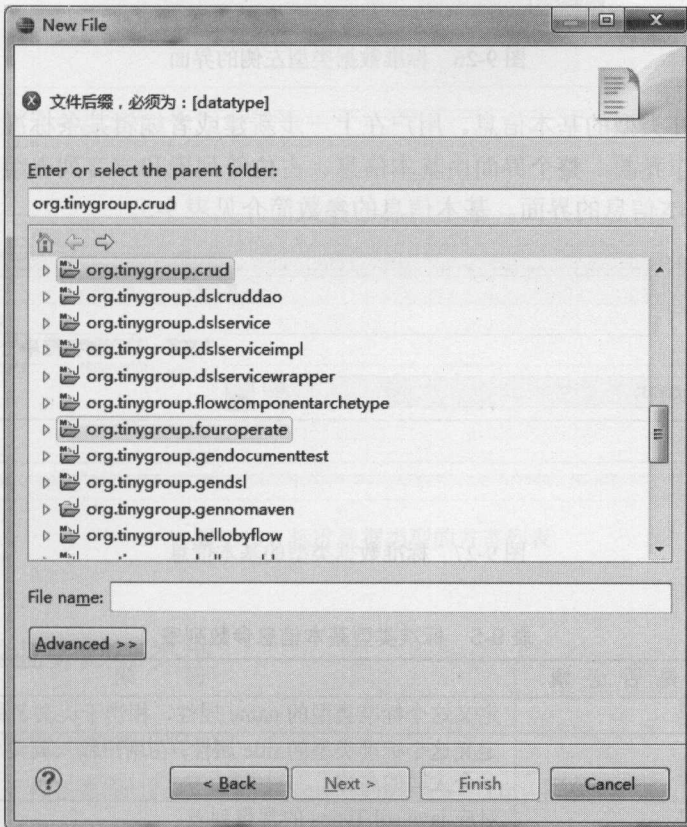 New File
文件后缀，必须为：[datatype]
Enter or select the parent folder:
org.tinygroup.crud
org.tinygroup.crud
org.tinygroup.dslcruddao
org.tinygroup.dslservice
org.tinygroup.dslserviceimpl
org.tinygroup.dslservicewrapper
org.tinygroup.flowcomponentarchetype
org.tinygroup.fouroperate
org.tinygroup.gendocumenttest
org.tinygroup.gendsl
org.tinygroup.gennomaven
org.tinygroup.hellobyflow
File name:
Advanced >>
?
< Back
Next >
Finish
Cancel